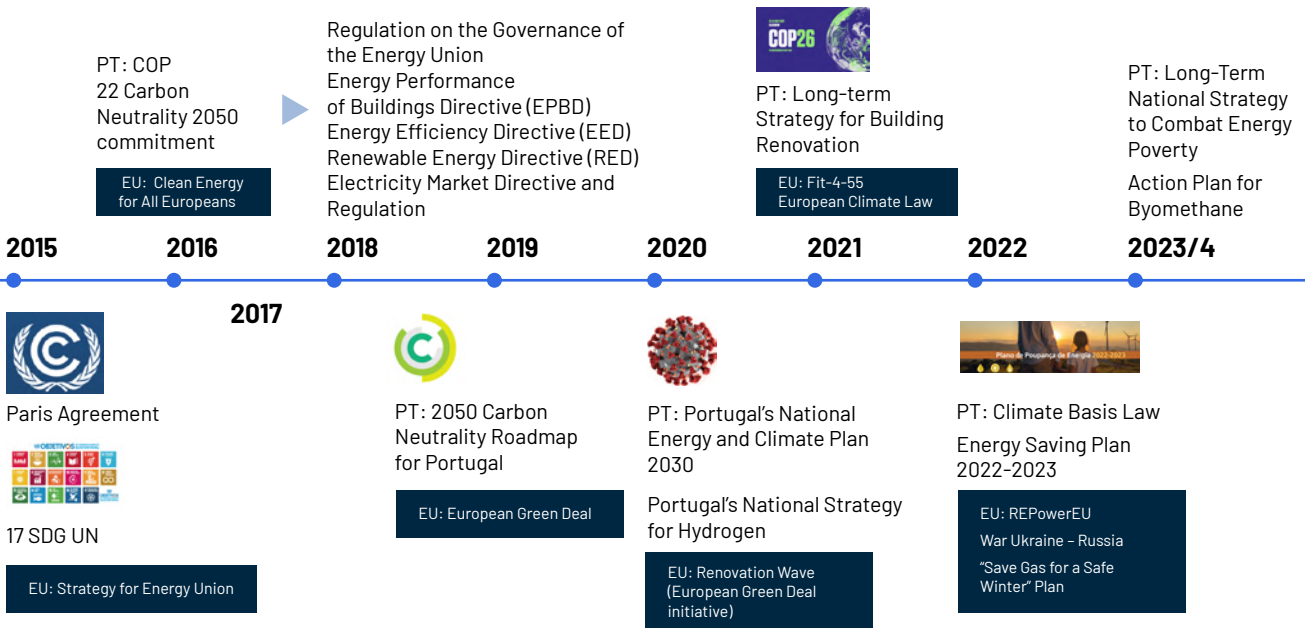 PT: COP
22 Carbon
Neutrality 2050
commitment
EU: Clean Energy
for All Europeans
Regulation on the Governance of
the Energy Union
Energy Performance
of Buildings Directive (EPBD)
Energy Efficiency Directive (EED)
Renewable Energy Directive (RED)
Electricity Market Directive and
Regulation
COP26
PT: Long-term
Strategy for Building
Renovation
EU: Fit-4-55
European Climate Law
PT: Long-Term
National Strategy
to Combat Energy
Poverty
Action Plan for
Byomethane
2015
2016
2018
2019
2020
2021
2022
2023/4
2017
Paris Agreement
OBJETIVOS
17 SDG UN
EU: Strategy for Energy Union
PT: 2050 Carbon
Neutrality Roadmap
for Portugal
EU: European Green Deal
PT: Portugal's National
Energy and Climate Plan
2030
Portugal's National Strategy
for Hydrogen
EU: Renovation Wave
(European Green Deal
initiative)
Plano de Poupança de Energia 2022-2023
PT: Climate Basis Law
Energy Saving Plan
2022-2023
EU: REPowerEU
War Ukraine – Russia
"Save Gas for a Safe
Winter" Plan